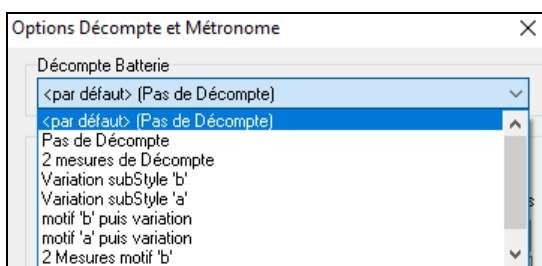 Options Décompte et Métronome
Décompte Batterie
<par défaut> (Pas de Décompte)
<par défaut> (Pas de Décompte)
Pas de Décompte
2 mesures de Décompte
Variation subStyle 'b'
Variation subStyle 'a'
motif 'b' puis variation
motif 'a' puis variation
2 Mesures motif 'b'